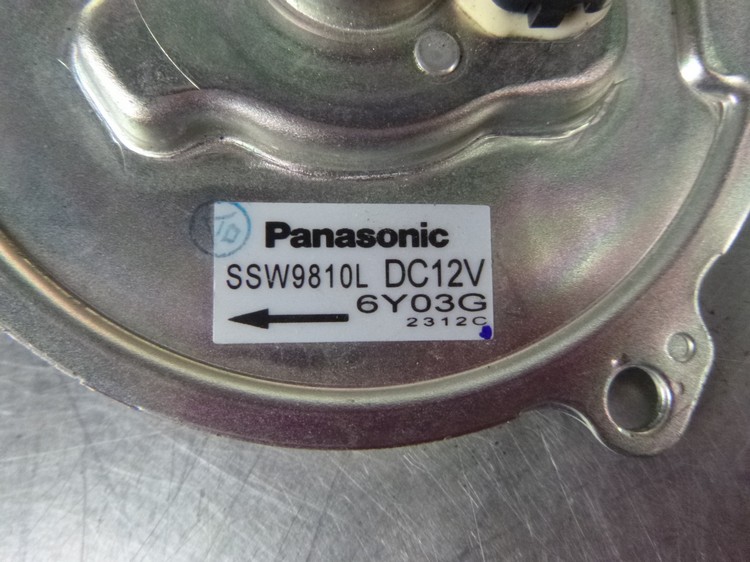 Panasonic
SSW9810L DC12V
6Y03G
2312C